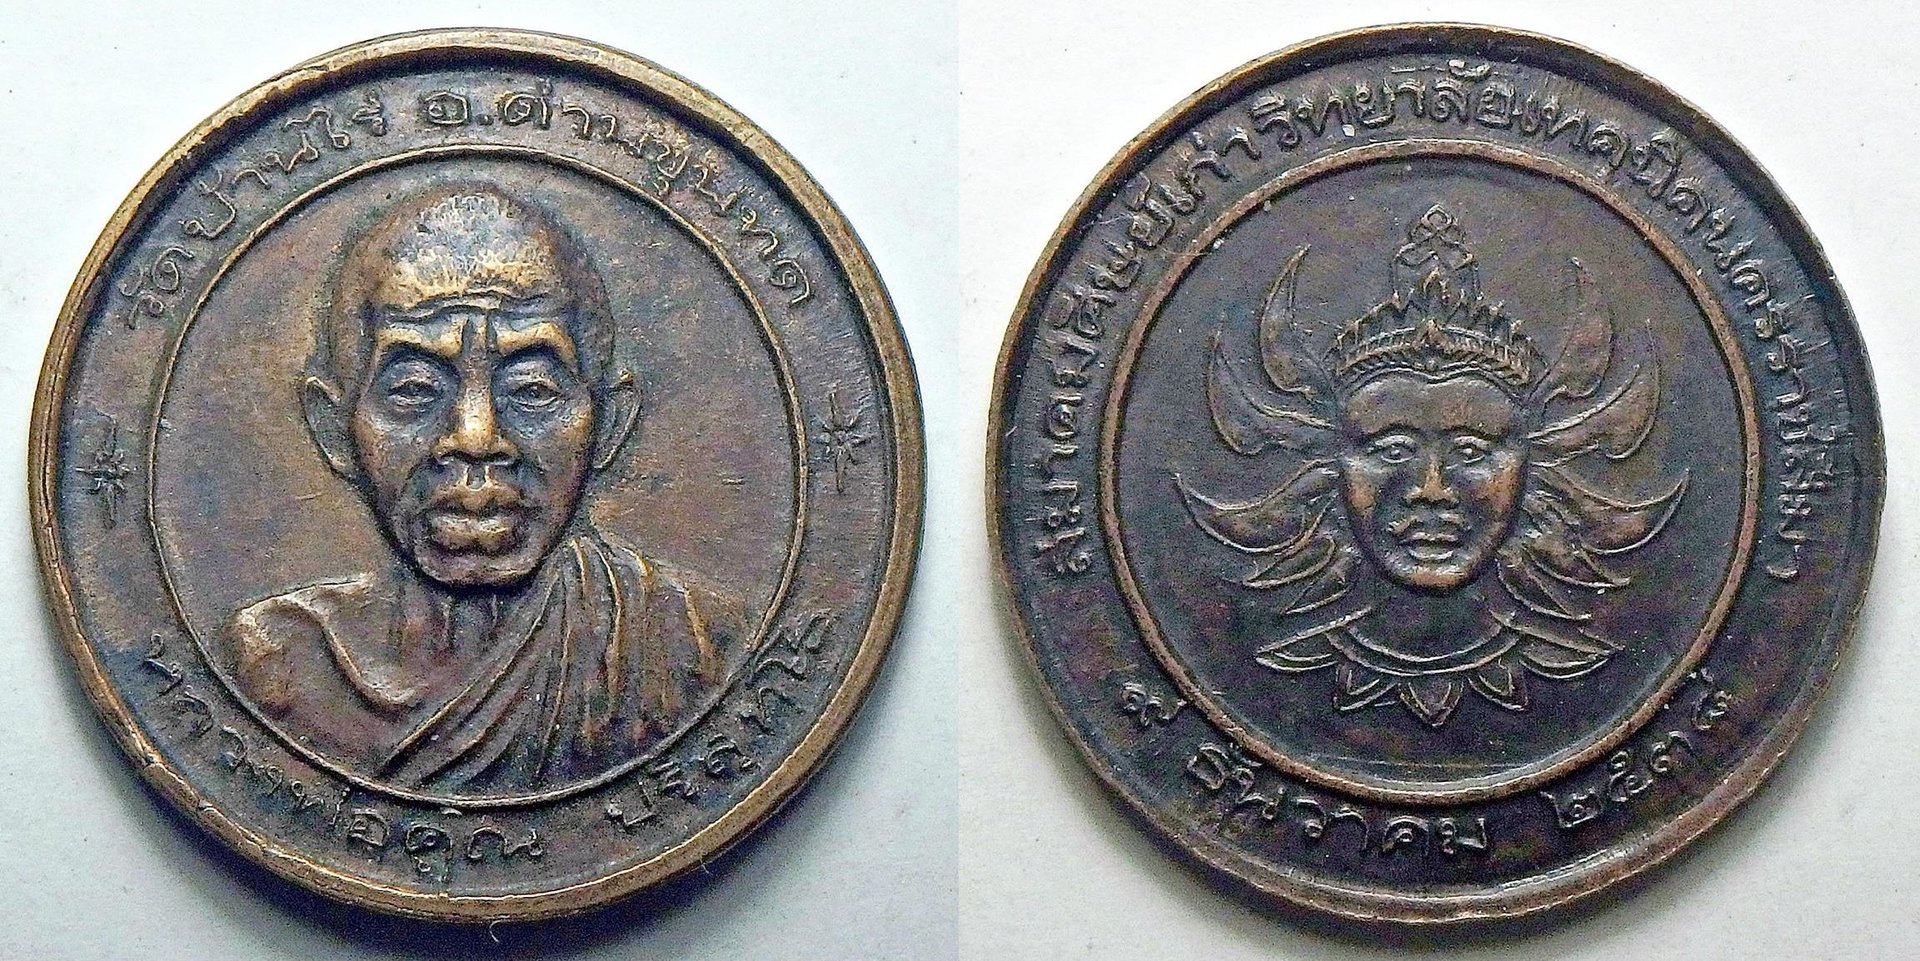 วัดบ้านไร่ อ.ด่านขุนทด
หลวงพ่อคูณ ปริสุทโธ
สมาคมศิษย์เก่าวิทยาลัยเทคนิคนครราชสีมา
๙ ธันวาคม ๒๕๓๘